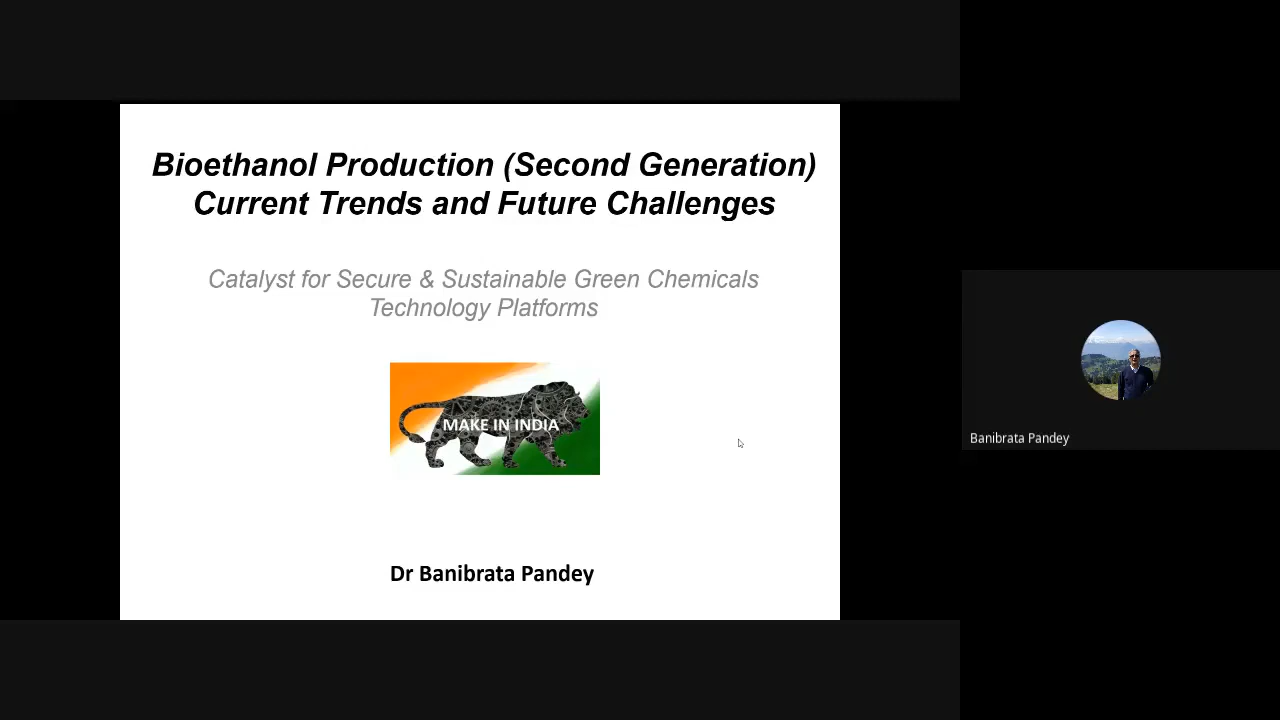 Bioethanol Production (Second Generation)
Current Trends and Future Challenges
Catalyst for Secure & Sustainable Green Chemicals
Technology Platforms
MAKE IN INDIA
Dr Banibrata Pandey
Banibrata Pandey